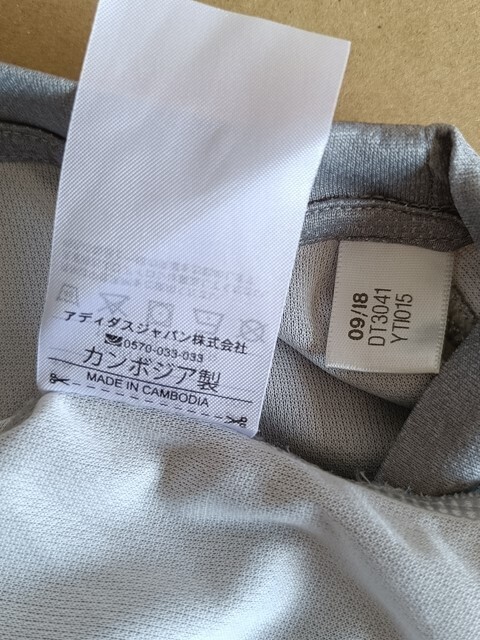 アディダスジャパン株式会社
☎0570-033-033
カンボジア製
MADE IN CAMBODIA
09/18
DT3041
YTI015